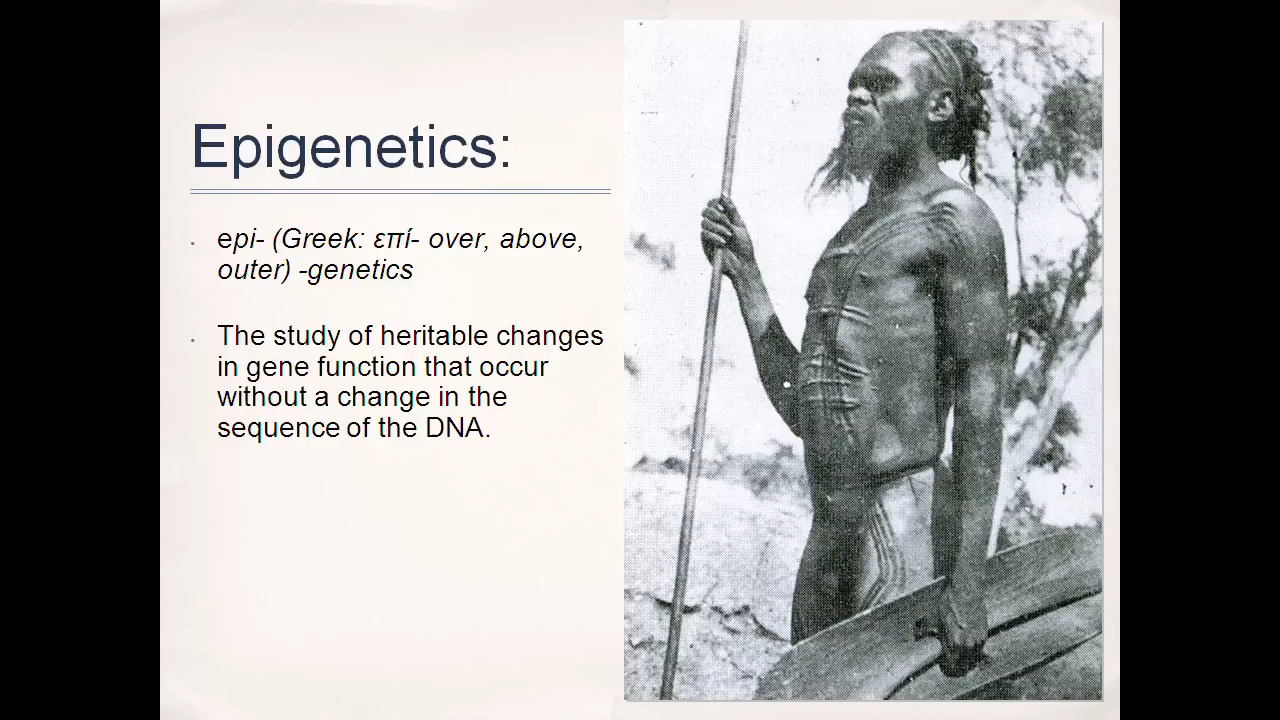 Epigenetics:
epi- (Greek: επί- over, above,
outer) -genetics
The study of heritable changes
in gene function that occur
without a change in the
sequence of the DNA.